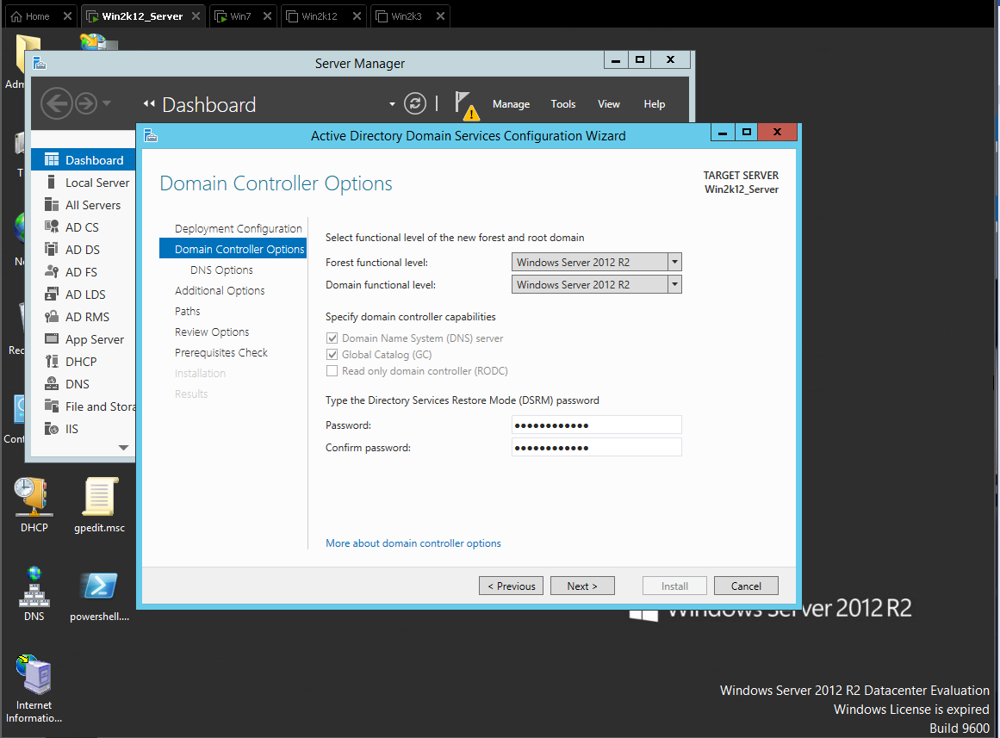 Home
Win2k12_Server
Win7
Win2k12
Win2k3
Server Manager
Dashboard
Manage
Tools
View
Help
Active Directory Domain Services Configuration Wizard
Dashboard
Local Server
All Servers
AD CS
AD DS
AD FS
AD LDS
AD RMS
App Server
DHCP
DNS
File and Stora
IIS
Domain Controller Options
TARGET SERVER
Win2k12_Server
Deployment Configuration
Domain Controller Options
DNS Options
Additional Options
Paths
Review Options
Prerequisites Check
Installation
Results
Select functional level of the new forest and root domain
Forest functional level:
Windows Server 2012 R2
Domain functional level:
Windows Server 2012 R2
Specify domain controller capabilities
Domain Name System (DNS) server
Global Catalog (GC)
Read only domain controller (RODC)
Type the Directory Services Restore Mode (DSRM) password
Password:
●●●●●●●●●●●●
Confirm password:
●●●●●●●●●●●●
More about domain controller options
< Previous
Next >
Install
Cancel
DHCP
gpedit.msc
DNS
powershell....
Internet
Informatio...
Windows Server 2012 R2
Windows Server 2012 R2 Datacenter Evaluation
Windows License is expired
Build 9600